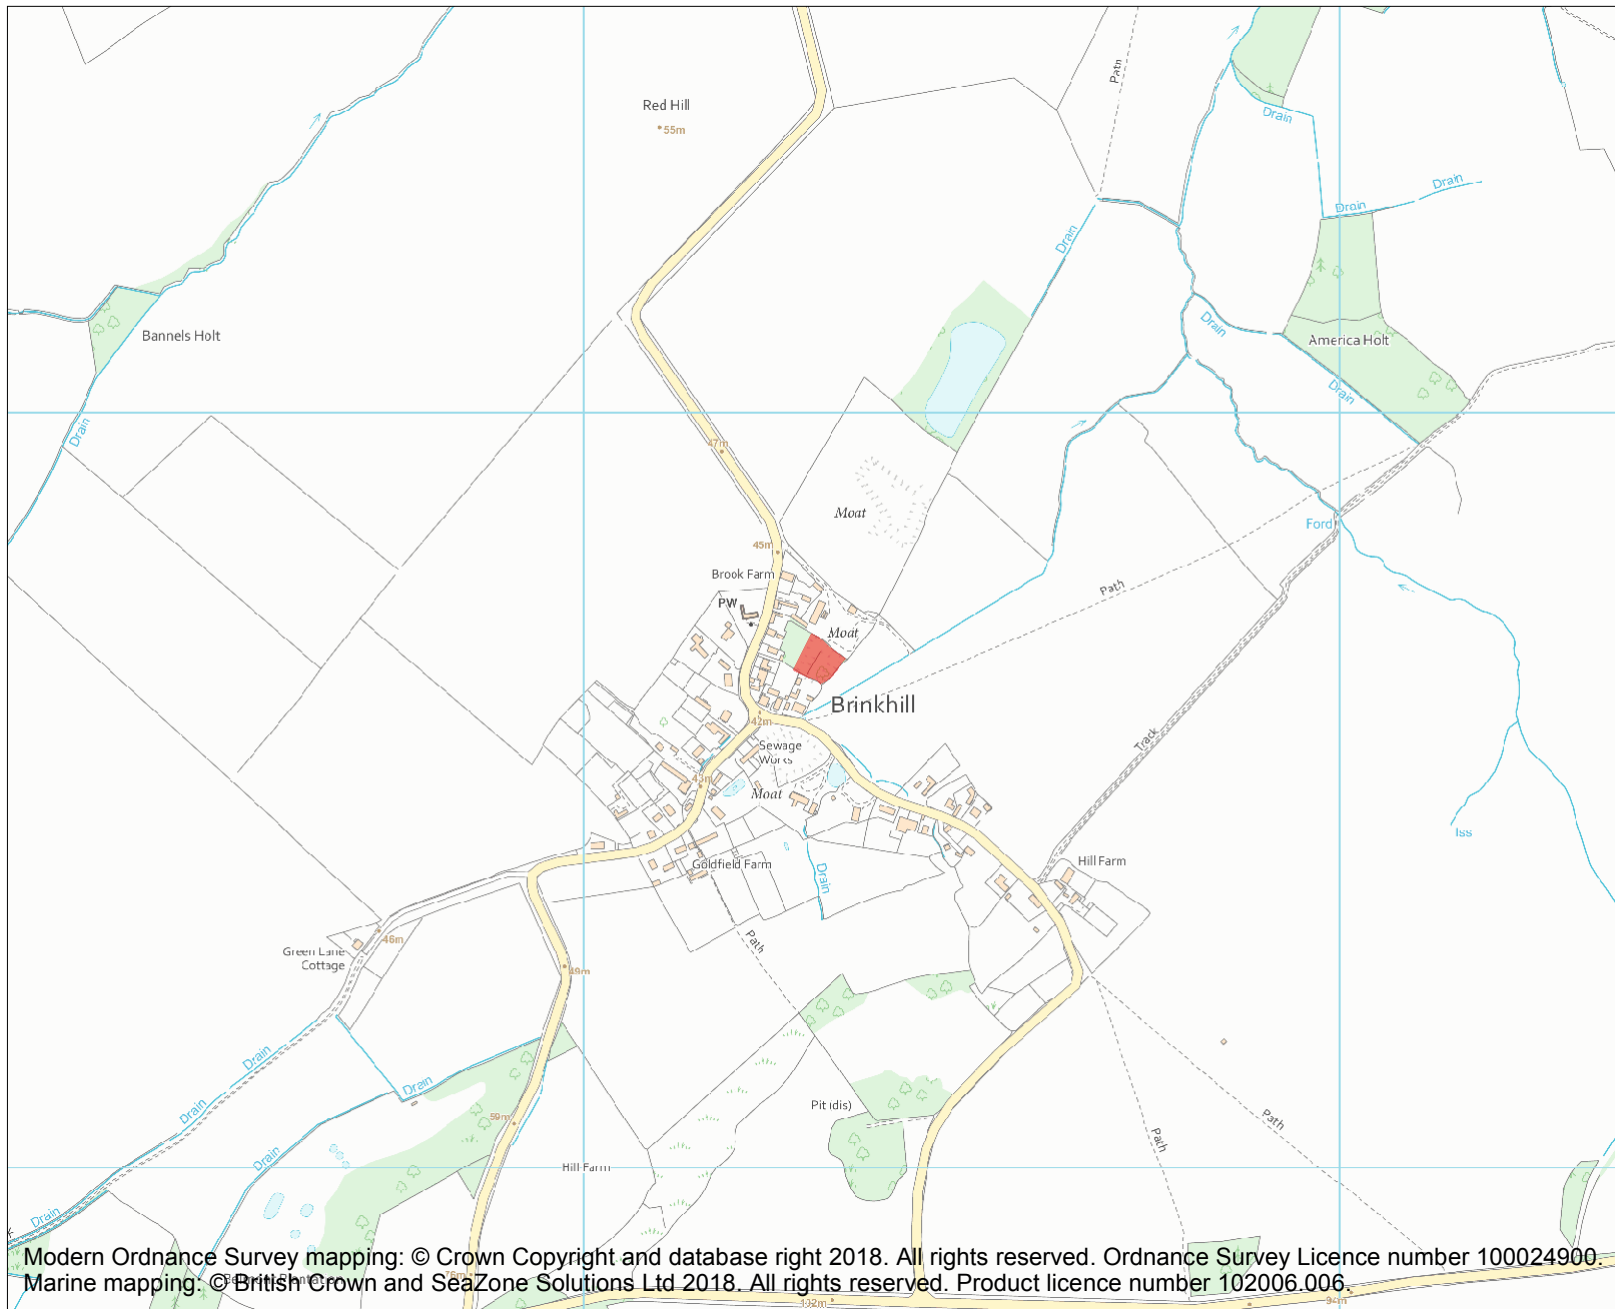 Path
Red Hill
55m
Drain
Drain
Drain
Drain
Bannels Holt
Drain
America Holt
Drain
Drain
47m
Moat
Ford
45m
Brook Farm
Path
PW
Moat
Brinkhill
42m
Sewage
Works
Track
43m
Moat
Iss
Goldfield Farm
Hill Farm
Drain
46m
Path
Green Lane
Cottage
49m
Drain
Drain
Drain
Pit (dis)
59m
Path
Path
Drain
Hill Farm
Drain
Modern Ordnance Survey mapping: © Crown Copyright and database right 2018. All rights reserved. Ordnance Survey Licence number 100024900.
Belmont Plantation
76m
Marine mapping: © British Crown and SeaZone Solutions Ltd 2018. All rights reserved. Product licence number 102006.006